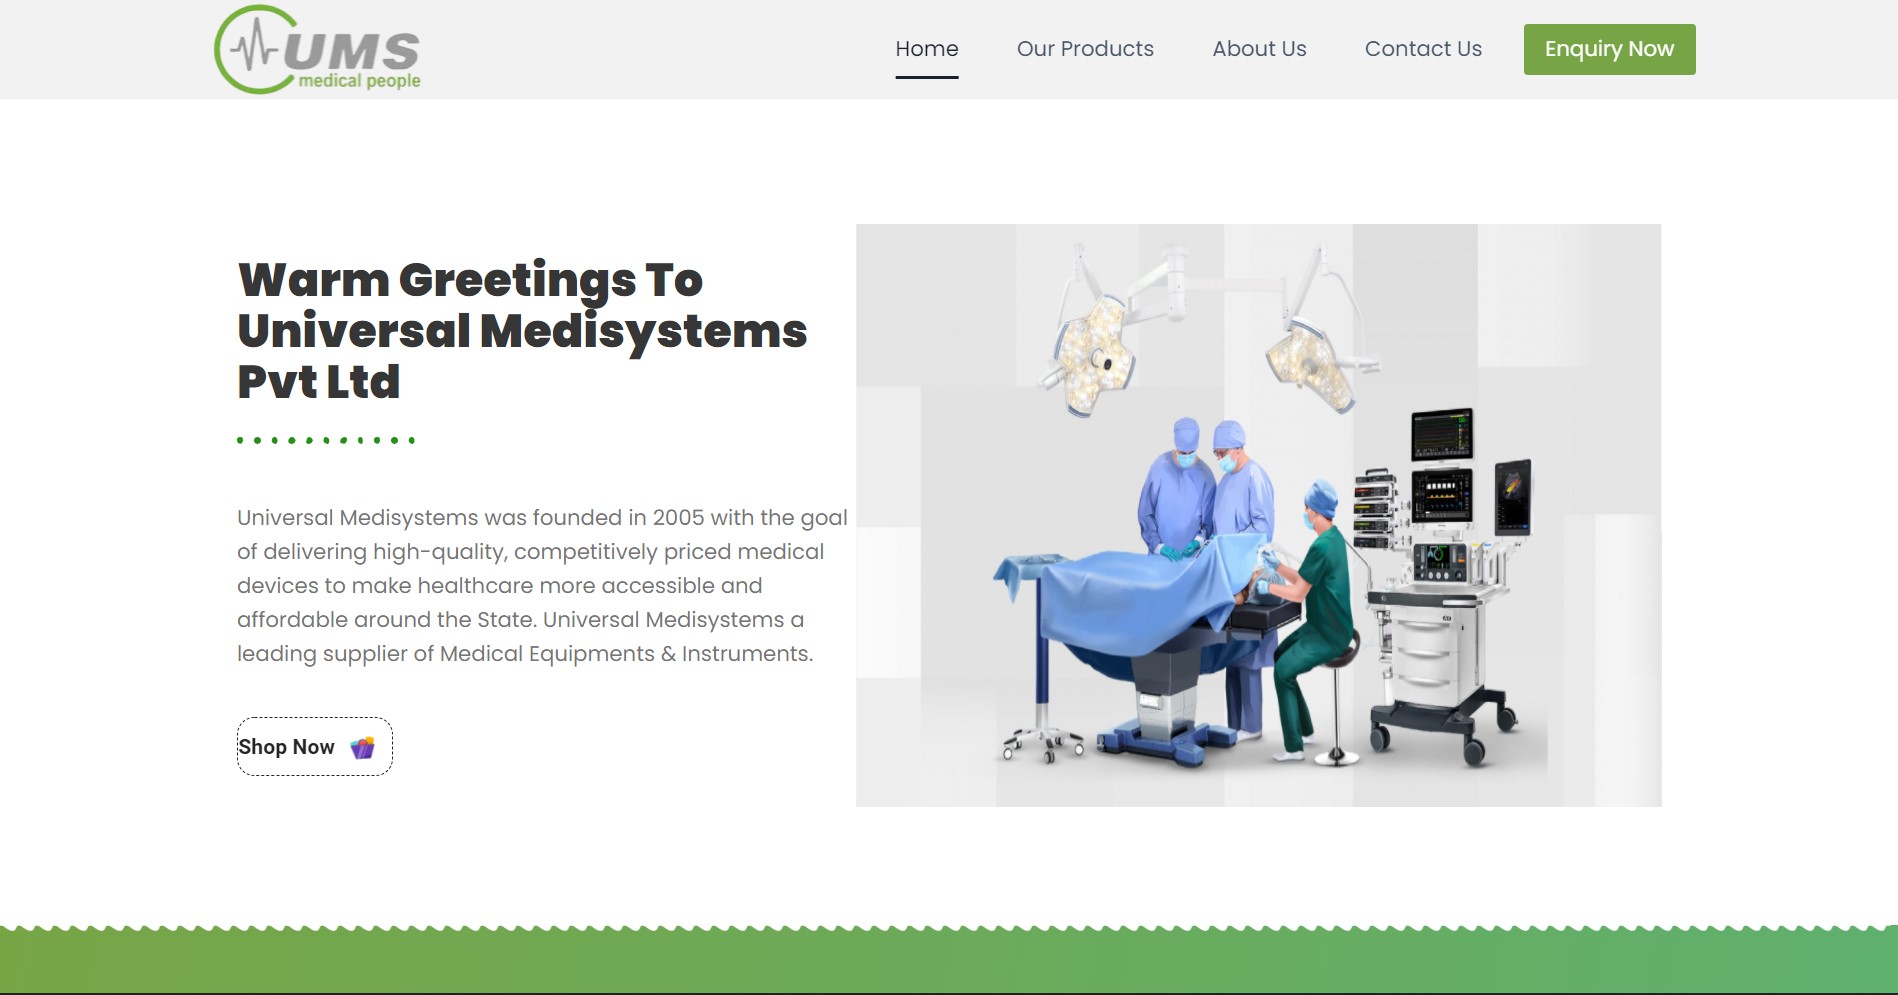 UMS
medical people
Home
Our Products
About Us
Contact Us
Enquiry Now
Warm Greetings To
Universal Medisystems
Pvt Ltd
Universal Medisystems was founded in 2005 with the goal
of delivering high-quality, competitively priced medical
devices to make healthcare more accessible and
affordable around the State. Universal Medisystems a
leading supplier of Medical Equipments & Instruments.
Shop Now